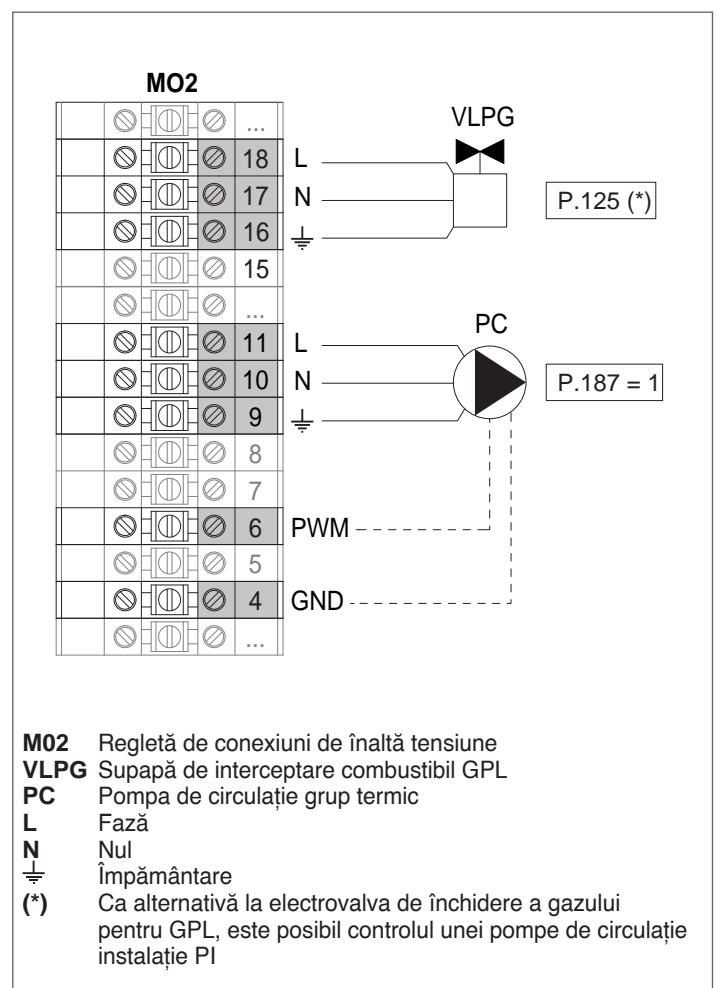 MO2
...
18 L
17 N
16
15
...
11 L
10 N
9
8
7
6 PWM
5
4 GND
...
VLPG
P.125 (*)
PC
P.187 = 1
M02 Regletă de conexiuni de înaltă tensiune
VLPG Supapă de interceptare combustibil GPL
PC Pompa de circulație grup termic
L Fază
N Nul
⏚ Împământare
(*) Ca alternativă la electrovalva de închidere a gazului
pentru GPL, este posibil controlul unei pompe de circulație
instalație PI